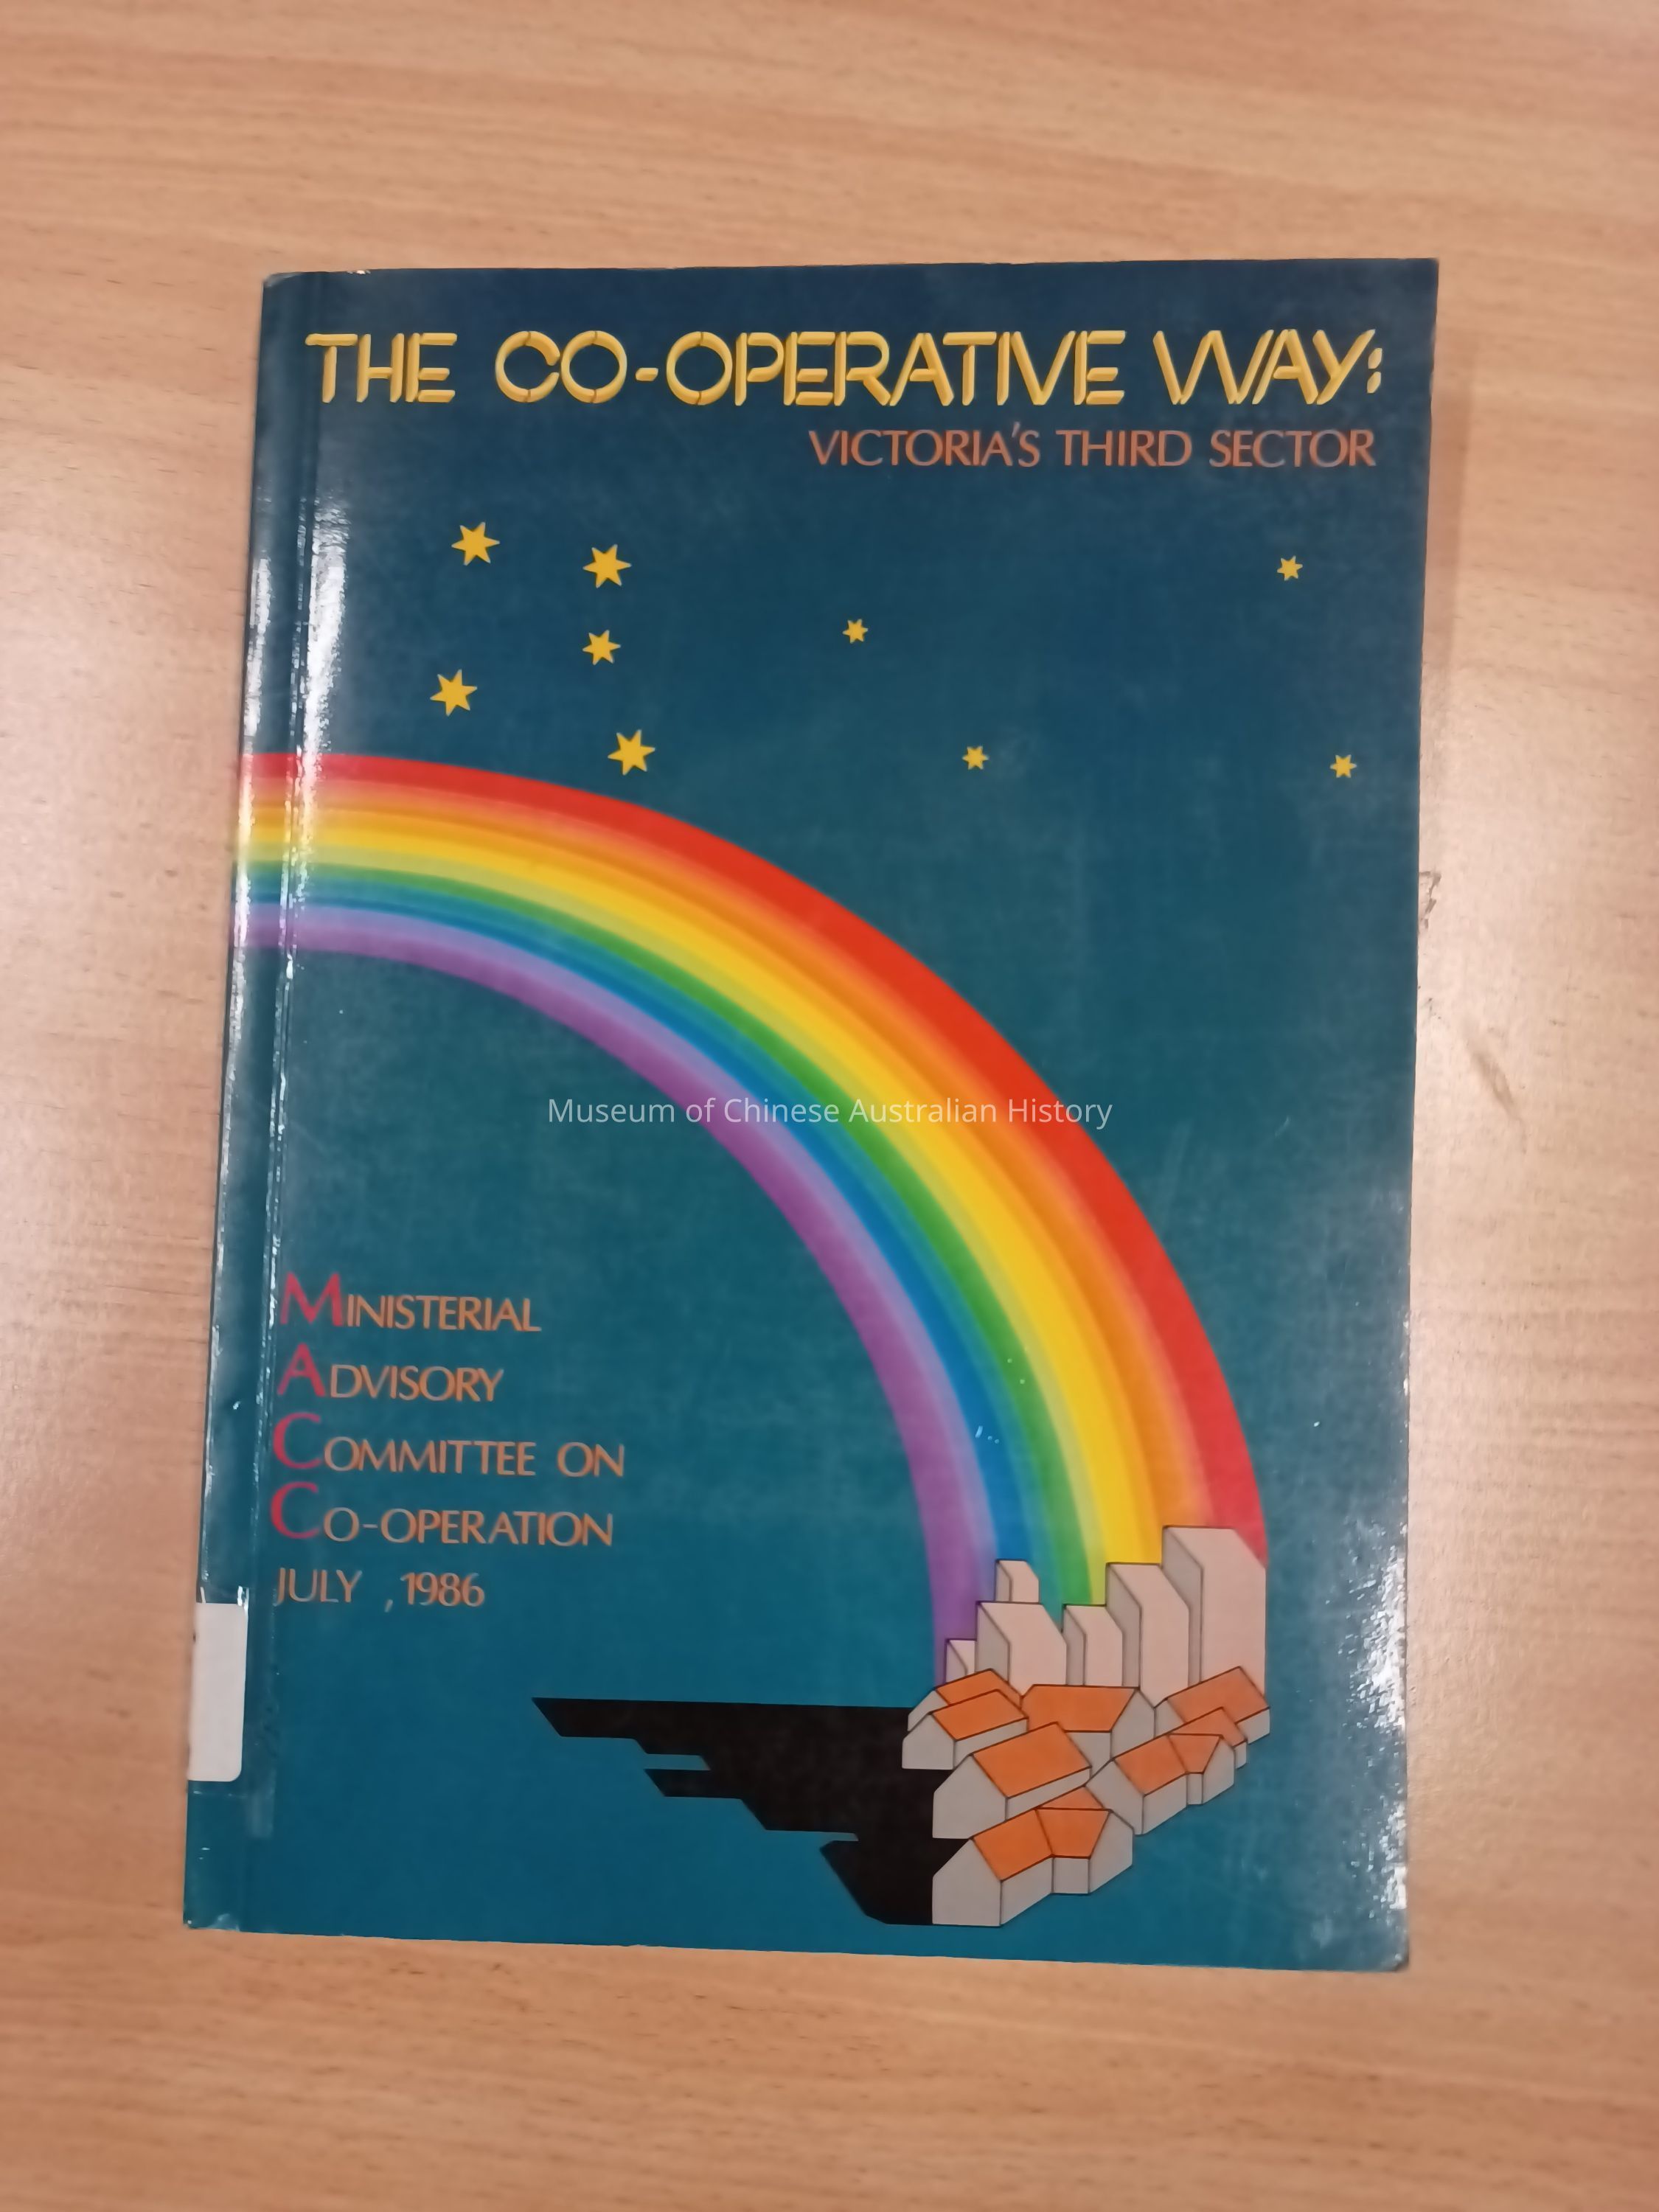 THE CO-OPERATIVE WAY:
VICTORIA'S THIRD SECTOR
Museum of Chinese Australian History
MINISTERIAL
ADVISORY
COMMITTEE ON
CO-OPERATION
JULY , 1986